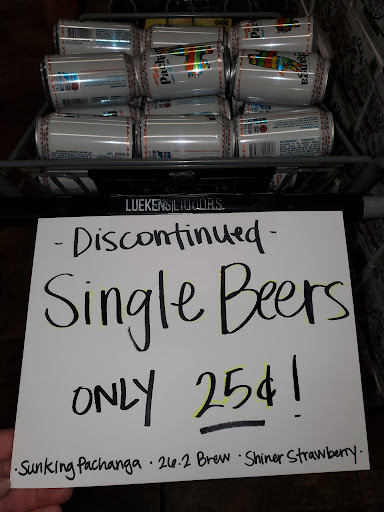 LUEKENS LIQUORS
- Discontinued -
Single Beers
ONLY 25¢!
· Sunking Pachanga · 26.2 Brew · Shiner Strawberry ·